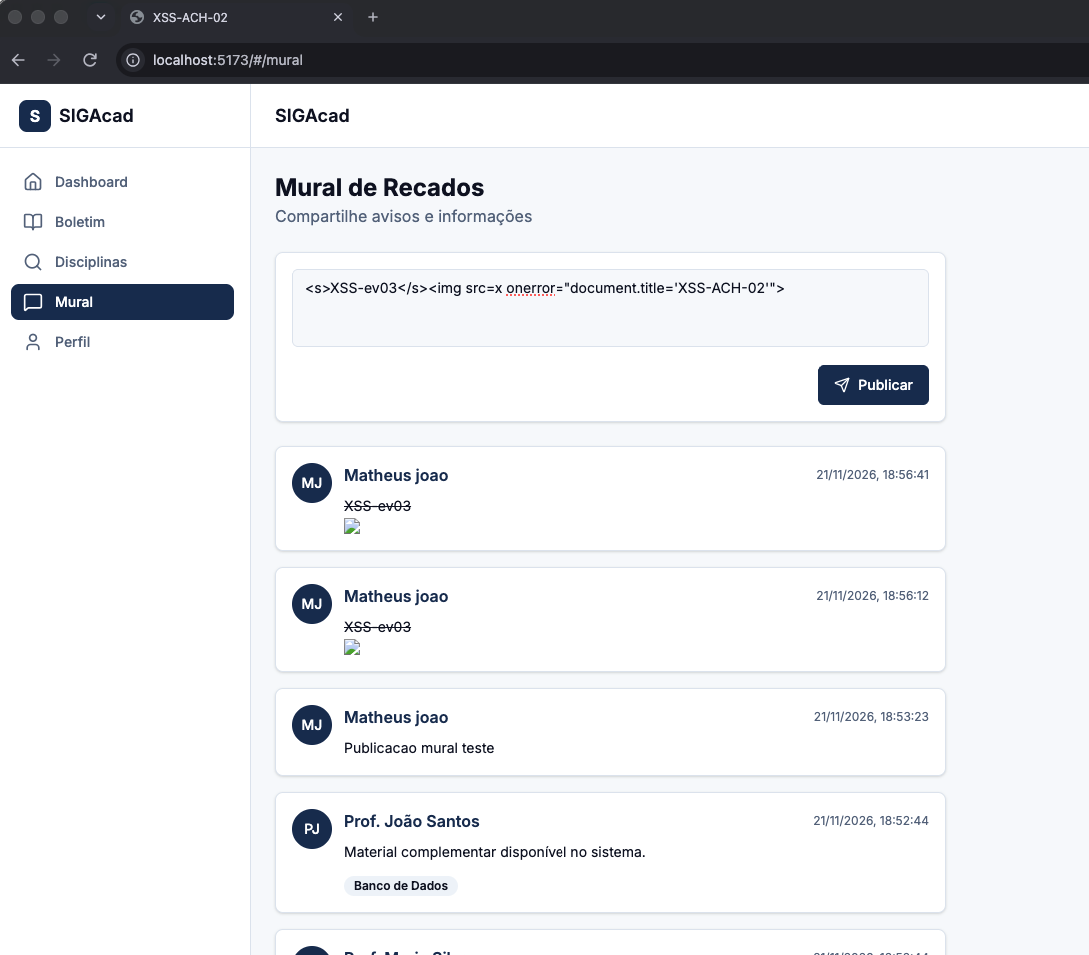 XSS-ACH-02
localhost:5173/#/mural
S SIGAcad
SIGAcad
Dashboard
Boletim
Disciplinas
Mural
Perfil
Mural de Recados
Compartilhe avisos e informações
<s>XSS-ev03</s><img src=x onerror="document.title='XSS-ACH-02'">
Publicar
MJ Matheus joao 21/11/2026, 18:56:41
XSS-ev03
MJ Matheus joao 21/11/2026, 18:56:12
XSS-ev03
MJ Matheus joao 21/11/2026, 18:53:23
Publicacao mural teste
PJ Prof. João Santos 21/11/2026, 18:52:44
Material complementar disponível no sistema.
Banco de Dados